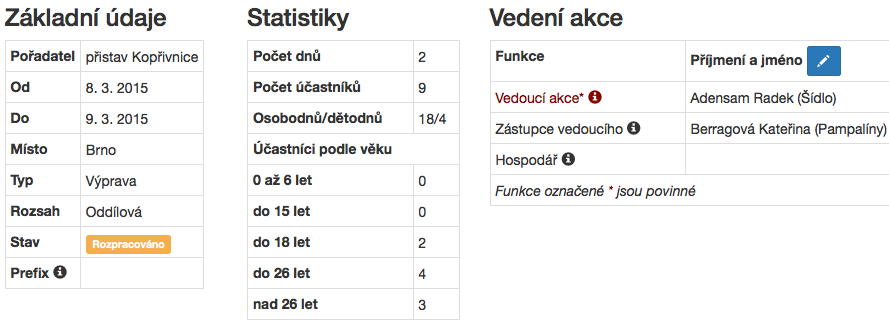 Základní údaje
Pořadatel přistav Kopřivnice
Od 8. 3. 2015
Do 9. 3. 2015
Místo Brno
Typ Výprava
Rozsah Oddílová
Stav Rozpracováno
Prefix
Statistiky
Počet dnů 2
Počet účastníků 9
Osobodnů/dětodnů 18/4
Účastníci podle věku
0 až 6 let 0
do 15 let 0
do 18 let 2
do 26 let 4
nad 26 let 3
Vedení akce
Funkce Příjmení a jméno
Vedoucí akce* Adensam Radek (Šídlo)
Zástupce vedoucího Berragová Kateřina (Pampalíny)
Hospodář
Funkce označené * jsou povinné